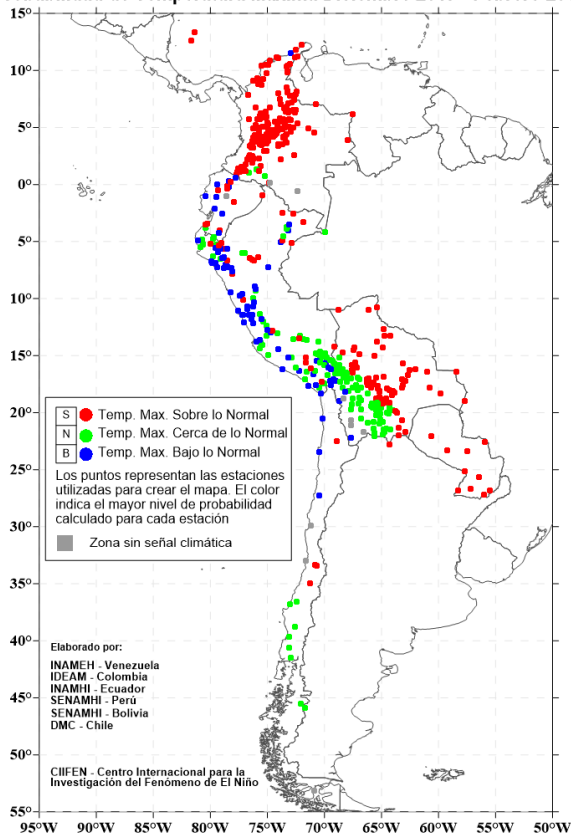 15°
10°
5°
0°
5°
10°
15°
20°
25°
30°
35°
40°
45°
50°
55°
S Temp. Max. Sobre lo Normal
N Temp. Max. Cerca de lo Normal
B Temp. Max. Bajo lo Normal
Los puntos representan las estaciones
utilizadas para crear el mapa. El color
indica el mayor nivel de probabilidad
calculado para cada estación
Zona sin señal climática
Elaborado por:
INAMEH - Venezuela
IDEAM - Colombia
INAMHI - Ecuador
SENAMHI - Perú
SENAMHI - Bolivia
DMC - Chile
CIIFEN - Centro Internacional para la
Investigación del Fenómeno de El Niño
95°W 90°W 85°W 80°W 75°W 70°W 65°W 60°W 55°W 50°W